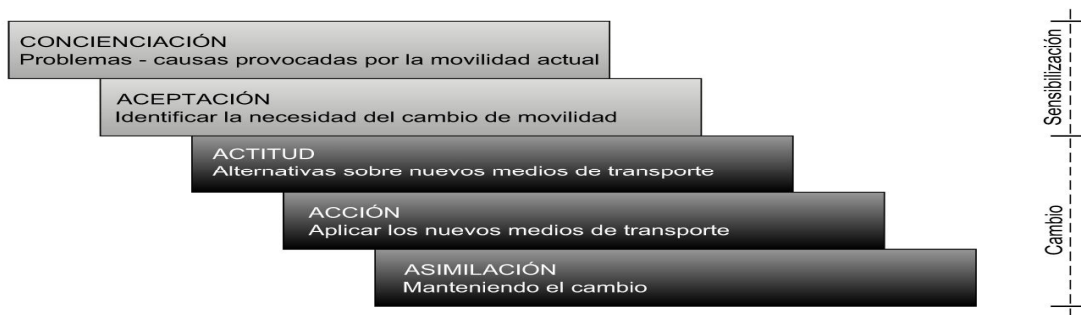 CONCIENCIACIÓN
Problemas - causas provocadas por la movilidad actual
ACEPTACIÓN
Identificar la necesidad del cambio de movilidad
ACTITUD
Alternativas sobre nuevos medios de transporte
ACCIÓN
Aplicar los nuevos medios de transporte
ASIMILACIÓN
Manteniendo el cambio
Sensibilización
Cambio